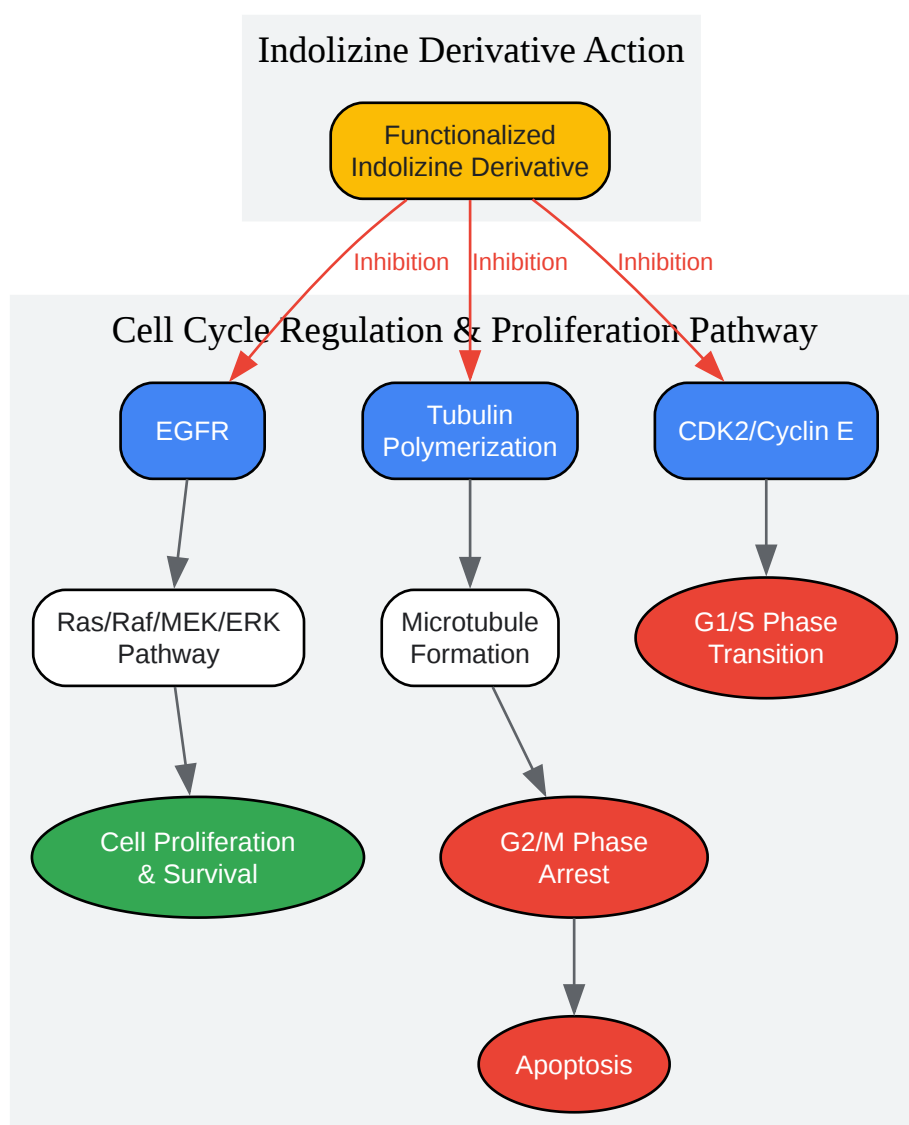 Indolizine Derivative Action
Functionalized
Indolizine Derivative
Inhibition
Inhibition
Inhibition
Cell Cycle Regulation & Proliferation Pathway
EGFR
Tubulin
Polymerization
CDK2/Cyclin E
Ras/Raf/MEK/ERK
Pathway
Microtubule
Formation
G1/S Phase
Transition
Cell Proliferation
& Survival
G2/M Phase
Arrest
Apoptosis